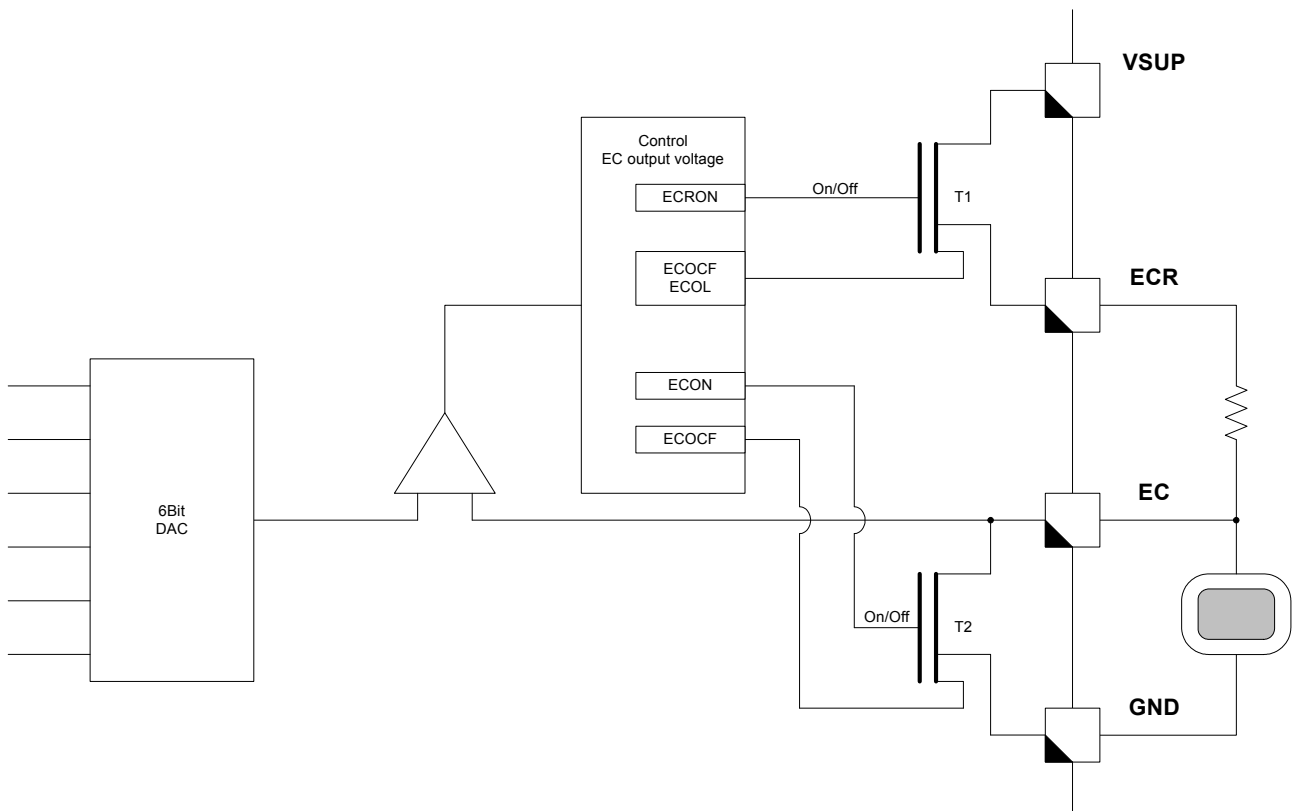 VSUP
Control
EC output voltage
ECRON
On/Off
T1
ECOCF
ECOL
ECR
ECON
ECOCF
EC
6Bit
DAC
On/Off
T2
GND